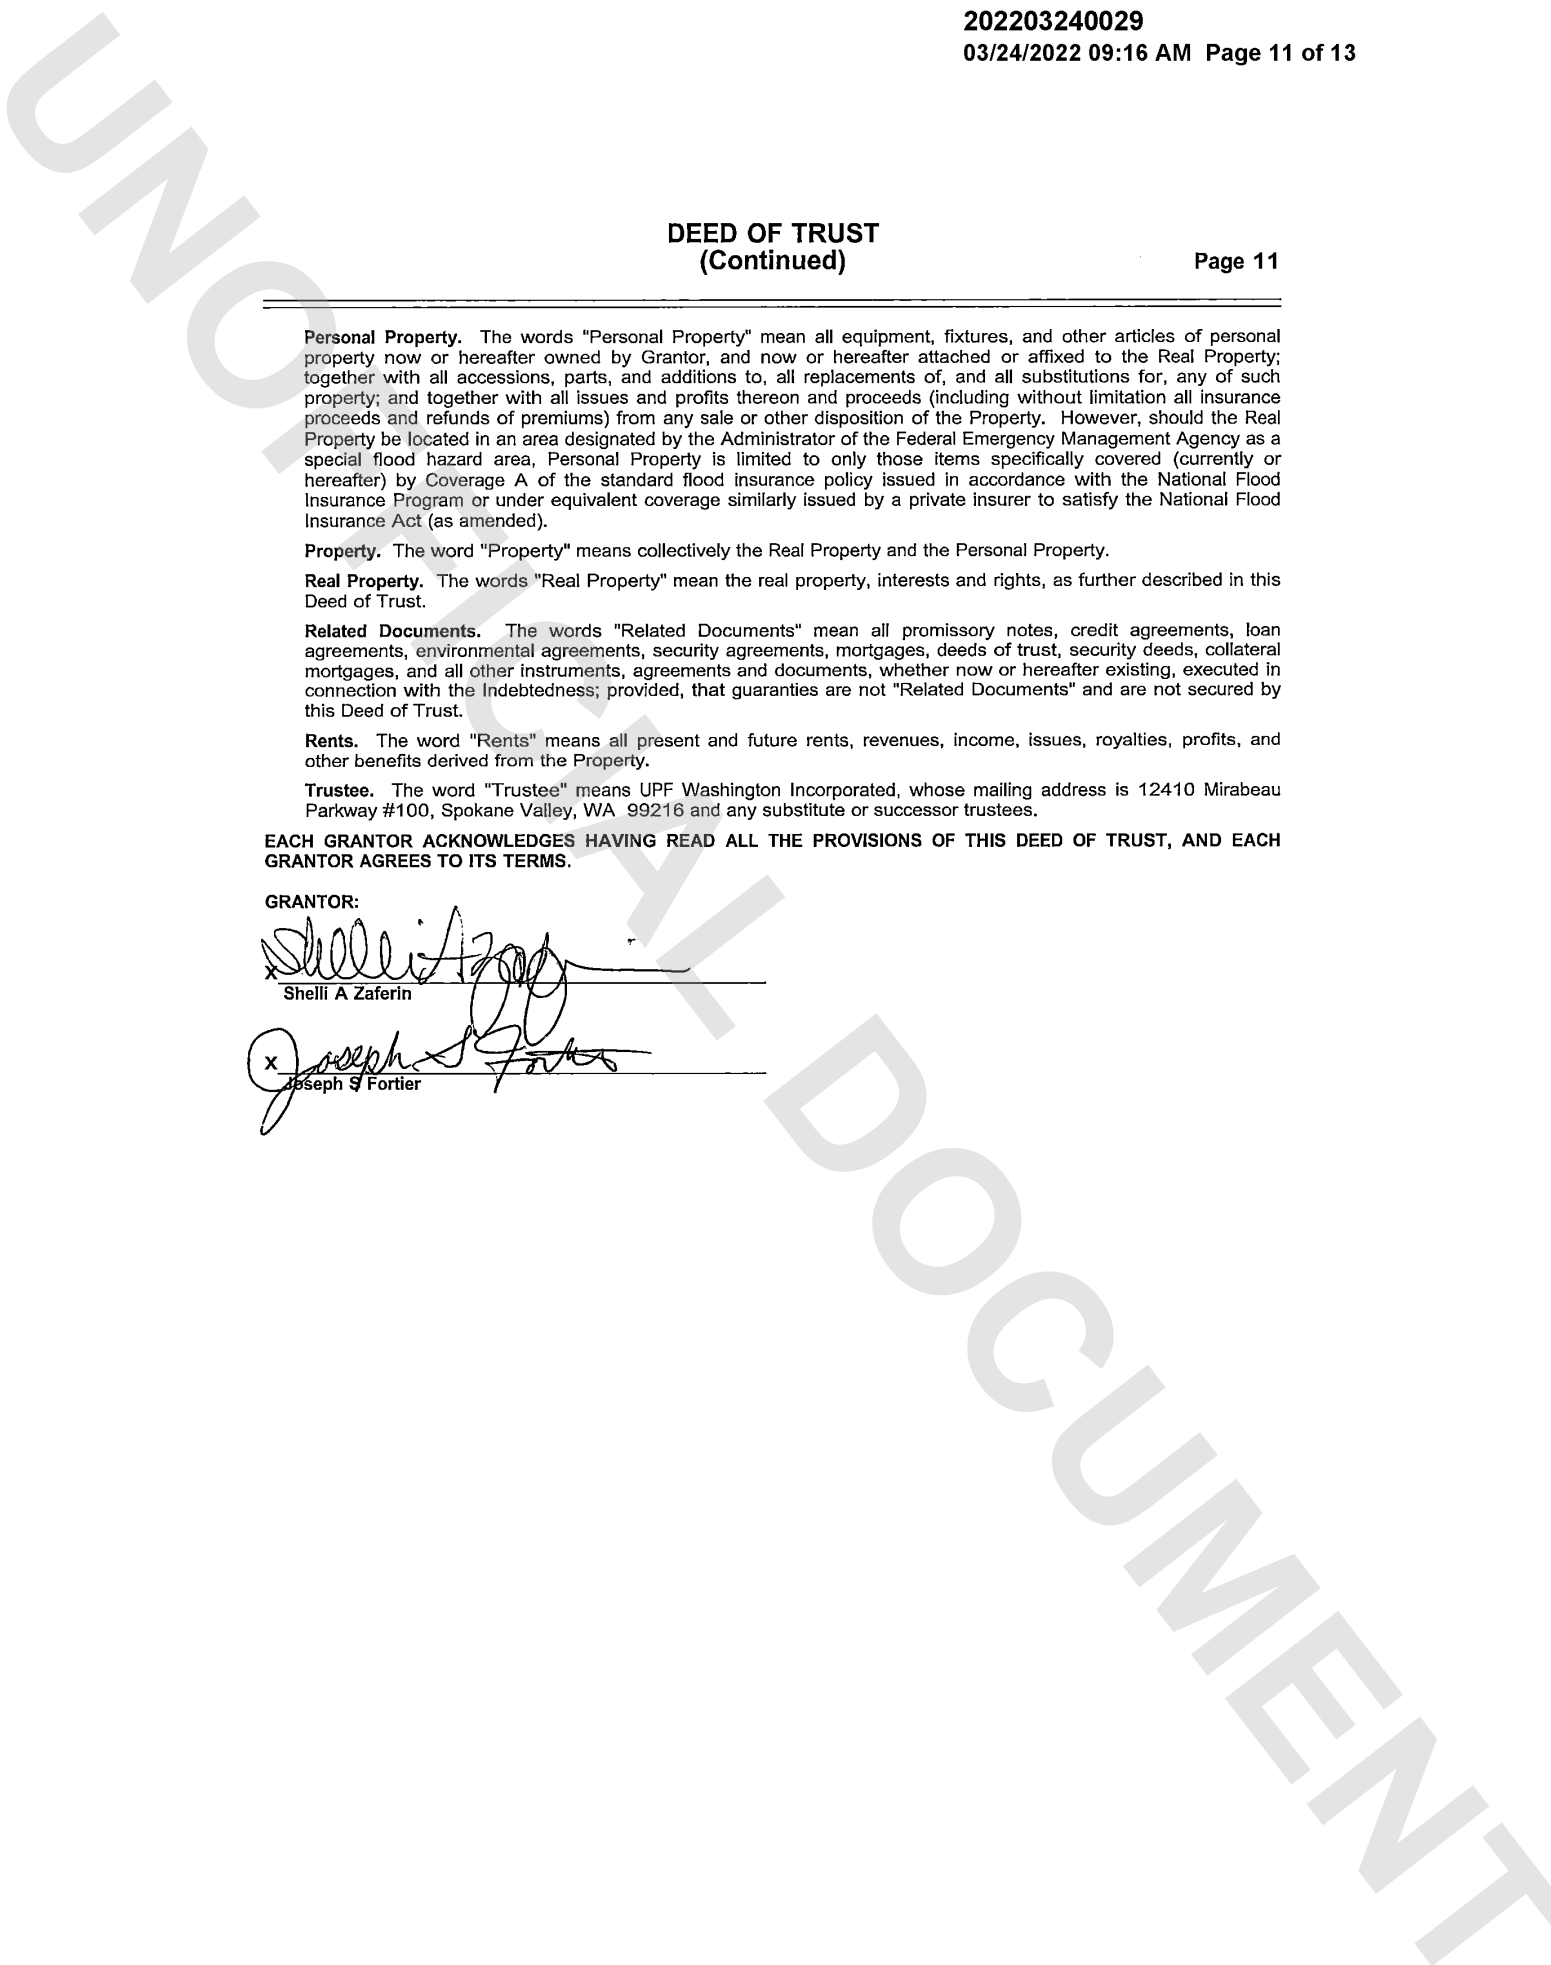 202203240029
03/24/2022 09:16 AM Page 11 of 13
DEED OF TRUST
(Continued) Page 11
Personal Property. The words "Personal Property" mean all equipment, fixtures, and other articles of personal
property now or hereafter owned by Grantor, and now or hereafter attached or affixed to the Real Property;
together with all accessions, parts, and additions to, all replacements of, and all substitutions for, any of such
property; and together with all issues and profits thereon and proceeds (including without limitation all insurance
proceeds and refunds of premiums) from any sale or other disposition of the Property. However, should the Real
Property be located in an area designated by the Administrator of the Federal Emergency Management Agency as a
special flood hazard area, Personal Property is limited to only those items specifically covered (currently or
hereafter) by Coverage A of the standard flood insurance policy issued in accordance with the National Flood
Insurance Program or under equivalent coverage similarly issued by a private insurer to satisfy the National Flood
Insurance Act (as amended).
Property. The word "Property" means collectively the Real Property and the Personal Property.
Real Property. The words "Real Property" mean the real property, interests and rights, as further described in this
Deed of Trust.
Related Documents. The words "Related Documents" mean all promissory notes, credit agreements, loan
agreements, environmental agreements, security agreements, mortgages, deeds of trust, security deeds, collateral
mortgages, and all other instruments, agreements and documents, whether now or hereafter existing, executed in
connection with the Indebtedness; provided, that guaranties are not "Related Documents" and are not secured by
this Deed of Trust.
Rents. The word "Rents" means all present and future rents, revenues, income, issues, royalties, profits, and
other benefits derived from the Property.
Trustee. The word "Trustee" means UPF Washington Incorporated, whose mailing address is 12410 Mirabeau
Parkway #100, Spokane Valley, WA 99216 and any substitute or successor trustees.
EACH GRANTOR ACKNOWLEDGES HAVING READ ALL THE PROVISIONS OF THIS DEED OF TRUST, AND EACH
GRANTOR AGREES TO ITS TERMS.
GRANTOR:
X Shelli A Zaferin
Shelli A Zaferin
X Joseph S Fortier
Joseph S Fortier
UNOFFICIAL DOCUMENT